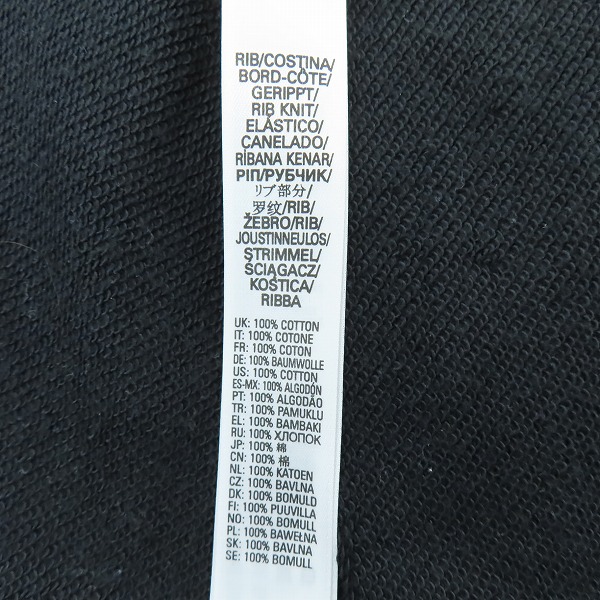 RIB/COSTINA/
BORD-CÔTE/
GERIPPT/
RIB KNIT/
ELÁSTICO/
CANELADO/
RİBANA KENAR/
ΡΙΠ/РУБЧИК/
リブ部分/
罗纹/RIB/
ŽEBRO/RIB/
JOUSTINNEULOS/
STRIMMEL/
ŚCIĄGACZ/
KOŠTICA/
RIBBA
UK: 100% COTTON
IT: 100% COTONE
FR: 100% COTON
DE: 100% BAUMWOLLE
US: 100% COTTON
ES-MX: 100% ALGODÓN
PT: 100% ALGODÃO
TR: 100% PAMUKLU
EL: 100% ΒΑΜΒΑΚΙ
RU: 100% ХЛОПОК
JP: 100% 綿
CN: 100% 棉
NL: 100% KATOEN
CZ: 100% BAVLNA
DK: 100% BOMULD
FI: 100% PUUVILLA
NO: 100% BOMULL
PL: 100% BAWEŁNA
SK: 100% BAVLNA
SE: 100% BOMULL